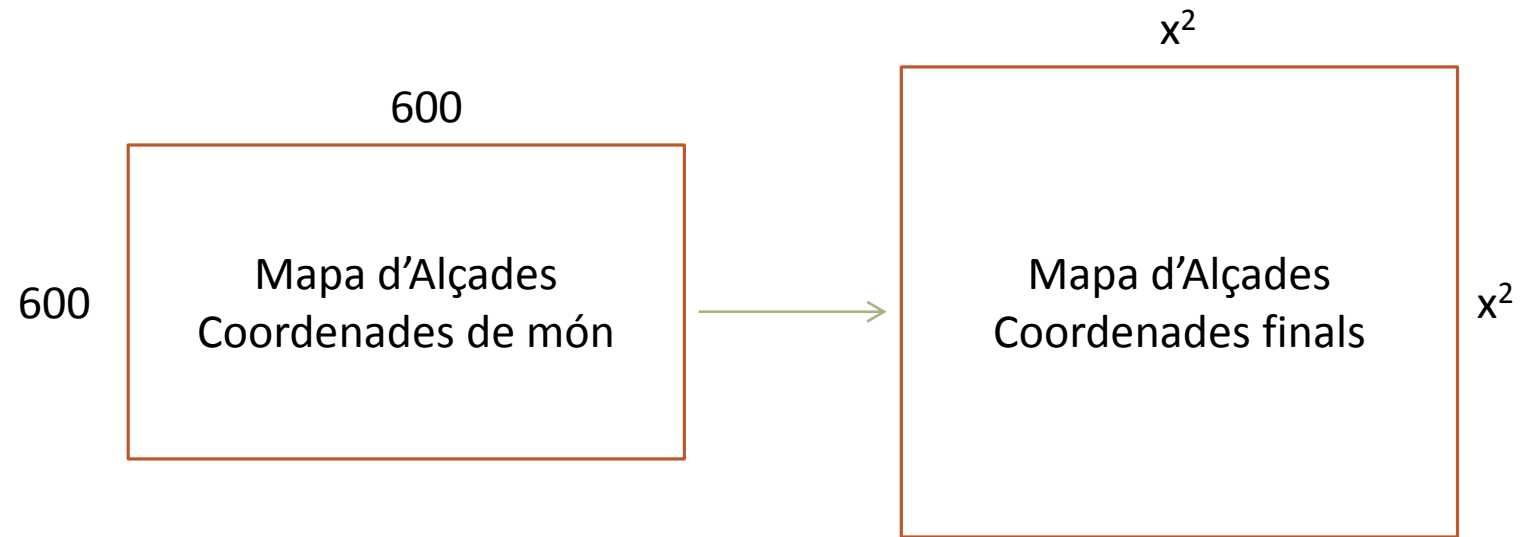 600
600
Mapa d’Alçades
Coordenades de món
x²
Mapa d’Alçades
Coordenades finals
x²